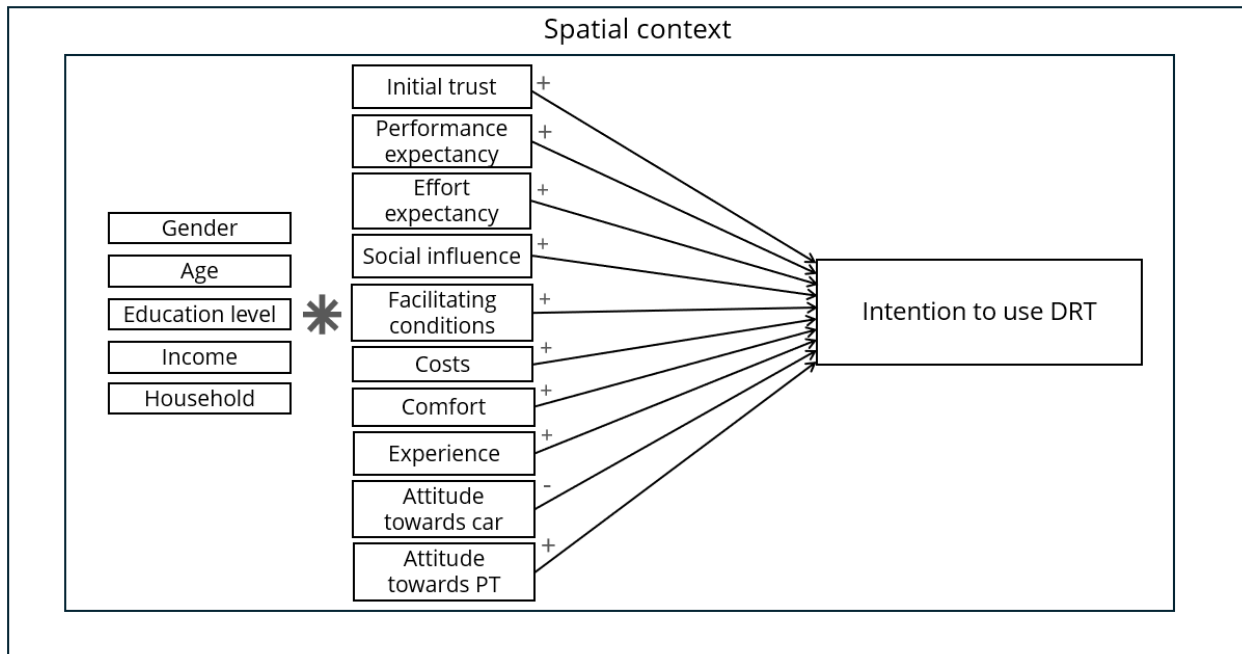 Spatial context
Initial trust
+
Performance
expectancy
+
Effort
expectancy
+
Social influence
+
Facilitating
conditions
+
Costs
+
Comfort
+
Experience
+
Attitude
towards car
-
Attitude
towards PT
+
Gender
Age
Education level
Income
Household
*
Intention to use DRT